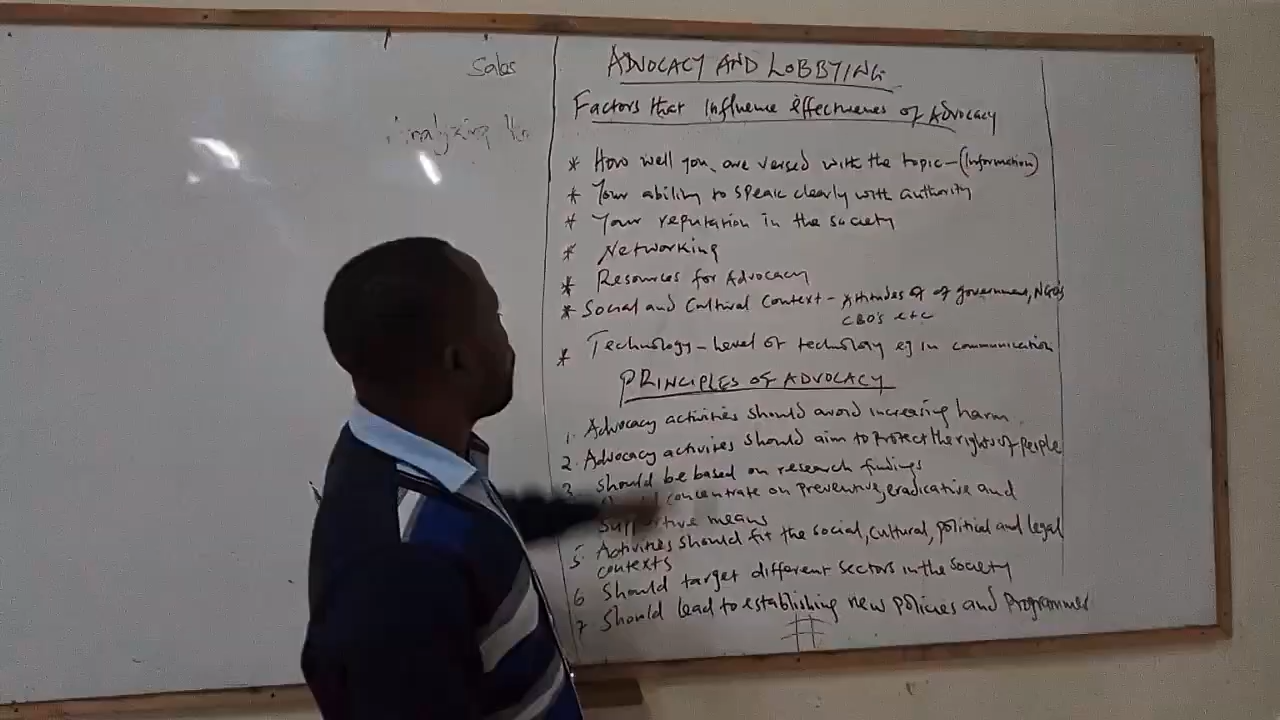 Sales
ADVOCACY AND LOBBYING
Factors that Influence effectiveness of ADVOCACY
* How well you are versed with the topic - (Information)
* Your ability to speak clearly with authority
* Your reputation in the society
* Networking
* Resources for Advocacy
* Social and Cultural Context - Attitudes of of government, NGOs
CBO's etc
* Technology - Level of technology eg in communication
PRINCIPLES OF ADVOCACY
1. Advocacy activities should avoid increasing harm
2. Advocacy activities should aim to Protect the rights of People
3 Should be based on research findings
concentrate on Preventive, eradicative and
Supportive means
5. Activities should fit the social, cultural, political and legal
contexts
6 Should target different sectors in the society
7 Should lead to establishing new policies and Programmes